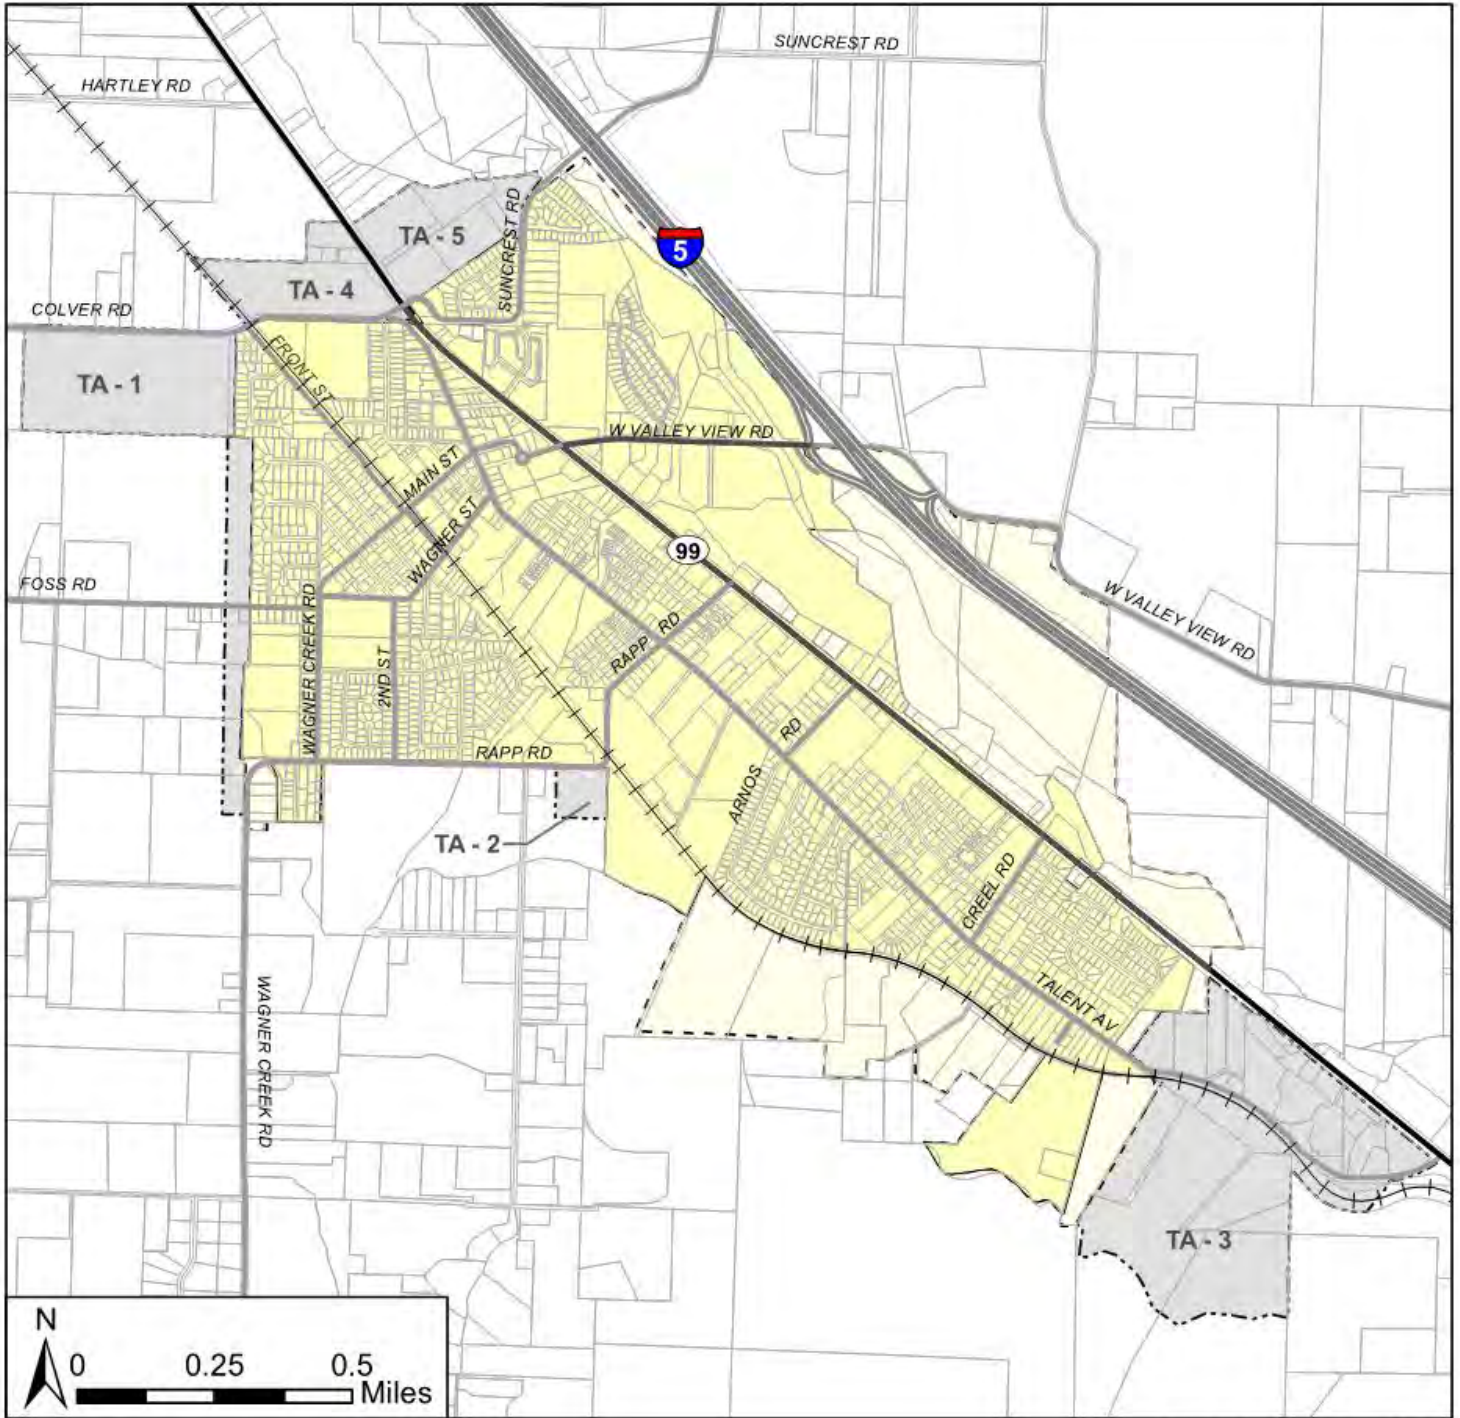 SUNCREST RD
HARTLEY RD
SUNCREST RD
TA - 5
5
TA - 4
COLVER RD
FRONT ST
TA - 1
W VALLEY VIEW RD
MAIN ST
WAGNER ST
99
FOSS RD
W VALLEY VIEW RD
RAPP RD
WAGNER CREEK RD
2ND ST
RAPP RD
ARNOS RD
TA - 2
CREEL RD
TALENT AV
WAGNER CREEK RD
TA - 3
N
0 0.25 0.5
Miles